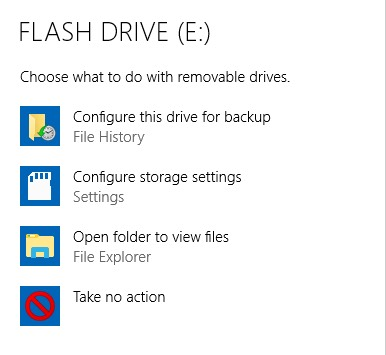 FLASH DRIVE (E:)
Choose what to do with removable drives.
Configure this drive for backup
File History
Configure storage settings
Settings
Open folder to view files
File Explorer
Take no action